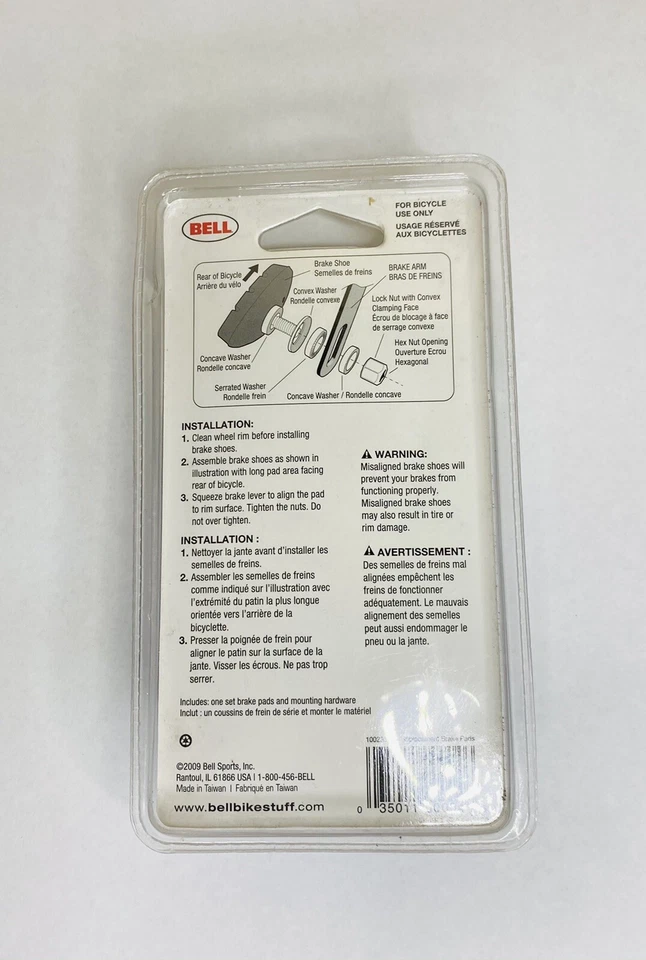 BELL
FOR BICYCLE
USE ONLY
USAGE RÉSERVÉ
AUX BICYCLETTES
Rear of Bicycle
Arrière du vélo
Brake Shoe
Semelles de freins
BRAKE ARM
BRAS DE FREINS
Convex Washer
Rondelle convexe
Lock Nut with Convex
Clamping Face
Écrou de blocage à face
de serrage convexe
Hex Nut Opening
Ouverture Ecrou
Hexagonal
Concave Washer
Rondelle concave
Serrated Washer
Rondelle frein
Concave Washer / Rondelle concave
INSTALLATION:
1. Clean wheel rim before installing
brake shoes.
2. Assemble brake shoes as shown in
illustration with long pad area facing
rear of bicycle.
3. Squeeze brake lever to align the pad
to rim surface. Tighten the nuts. Do
not over tighten.
INSTALLATION :
1. Nettoyer la jante avant d'installer les
semelles de freins.
2. Assembler les semelles de freins
comme indiqué sur l'illustration avec
l'extrémité du patin la plus longue
orientée vers l'arrière de la
bicyclette.
3. Presser la poignée de frein pour
aligner le patin sur la surface de la
jante. Visser les écrous. Ne pas trop
serrer.
WARNING:
Misaligned brake shoes will
prevent your brakes from
functioning properly.
Misaligned brake shoes
may also result in tire or
rim damage.
AVERTISSEMENT :
Des semelles de freins mal
alignées empêchent les
freins de fonctionner
adéquatement. Le mauvais
alignement des semelles
peut aussi endommager le
pneu ou la jante.
Includes: one set brake pads and mounting hardware
Inclut : un coussins de frein de série et monter le matériel
©2009 Bell Sports, Inc.
Rantoul, IL 61866 USA | 1-800-456-BELL
Made in Taiwan | Fabriqué en Taiwan
www.bellbikestuff.com
Brake Pads
0 35011